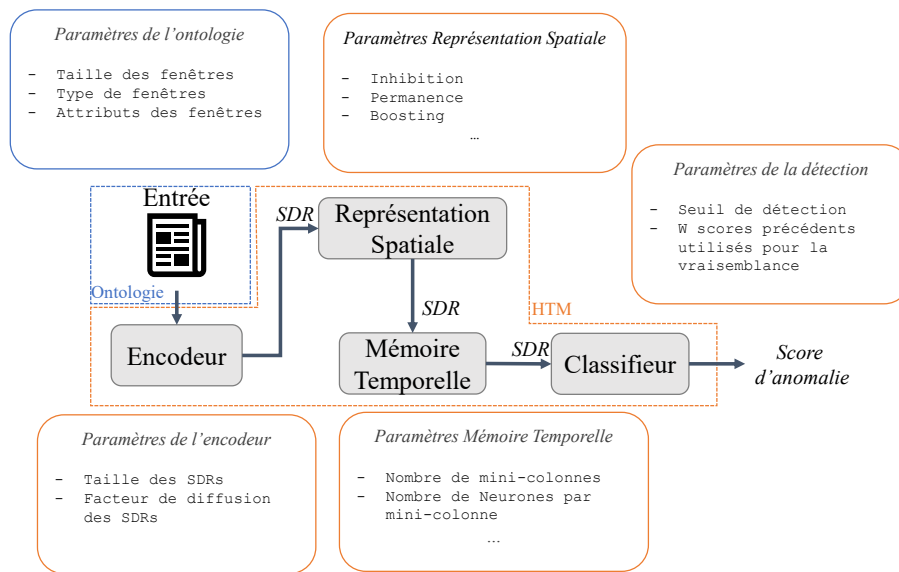 Paramètres de l'ontologie
- Taille des fenêtres
- Type de fenêtres
- Attributs des fenêtres
Paramètres Représentation Spatiale
- Inhibition
- Permanence
- Boosting
…
Paramètres de la détection
- Seuil de détection
- W scores précédents
utilisés pour la
vraisemblance
Entrée
Ontologie
SDR
Représentation
Spatiale
SDR
HTM
Encodeur
Mémoire
Temporelle
SDR
Classifieur
Score
d'anomalie
Paramètres de l'encodeur
- Taille des SDRs
- Facteur de diffusion
des SDRs
Paramètres Mémoire Temporelle
- Nombre de mini-colonnes
- Nombre de Neurones par
mini-colonne
…